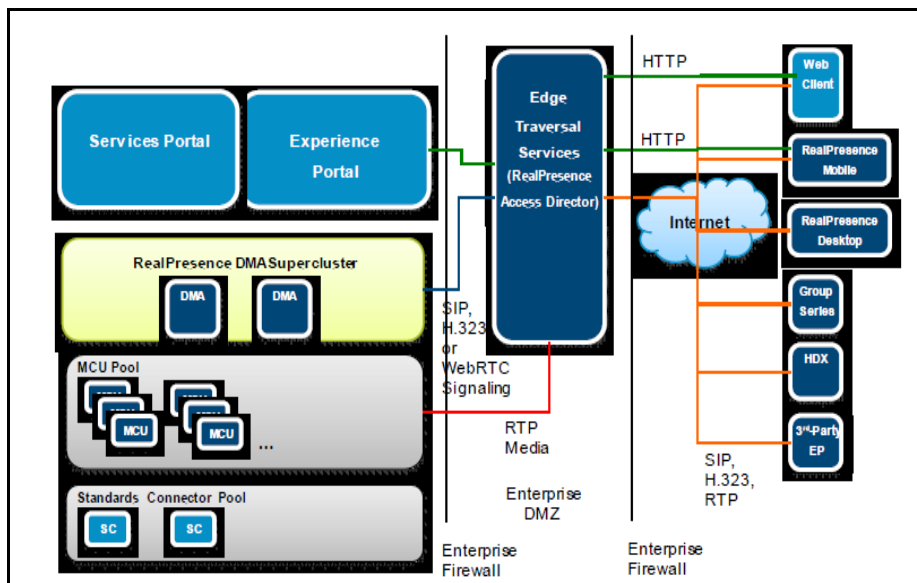 Services Portal
Experience
Portal
Edge
Traversal
Services
(RealPresence
Access Director)
HTTP
HTTP
Web
Client
RealPresence
Mobile
Internet
RealPresence
Desktop
RealPresence DMASupercluster
DMA
DMA
SIP,
H.323
or
WebRTC
Signaling
Group
Series
HDX
3rd-Party
EP
MCU Pool
MCU
MCU
...
RTP
Media
SIP,
H.323,
RTP
Enterprise
DMZ
Standards Connector Pool
SC
SC
Enterprise
Firewall
Enterprise
Firewall